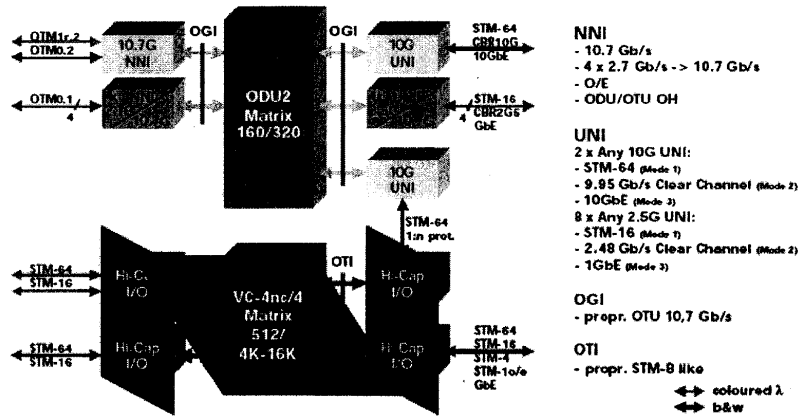 OTM1r.2
OTM0.2
10.7G
NNI
OGI
OTM0.1
4
ODU2
Matrix
160/320
OGI
10G
UNI
STM-64
CBR10G
10GbE
STM-16
CBR2G5
GbE
4
10G
UNI
STM-64
1:n prot.
STM-64
STM-16
Hi-Cap
I/O
STM-64
STM-16
Hi-Cap
I/O
VC-4nc/4
Matrix
512/
4K-16K
OTI
Hi-Cap
I/O
Hi-Cap
I/O
STM-64
STM-16
STM-4
STM-1o/e
GbE
NNI
- 10.7 Gb/s
- 4 x 2.7 Gb/s -> 10.7 Gb/s
- O/E
- ODU/OTU OH
UNI
2 x Any 10G UNI:
- STM-64 (Mode 1)
- 9.95 Gb/s Clear Channel (Mode 2)
- 10GbE (Mode 3)
8 x Any 2.5G UNI:
- STM-16 (Mode 1)
- 2.48 Gb/s Clear Channel (Mode 2)
- 1GbE (Mode 3)
OGI
- propr. OTU 10,7 Gb/s
OTI
- propr. STM-8 like
coloured λ
b&w